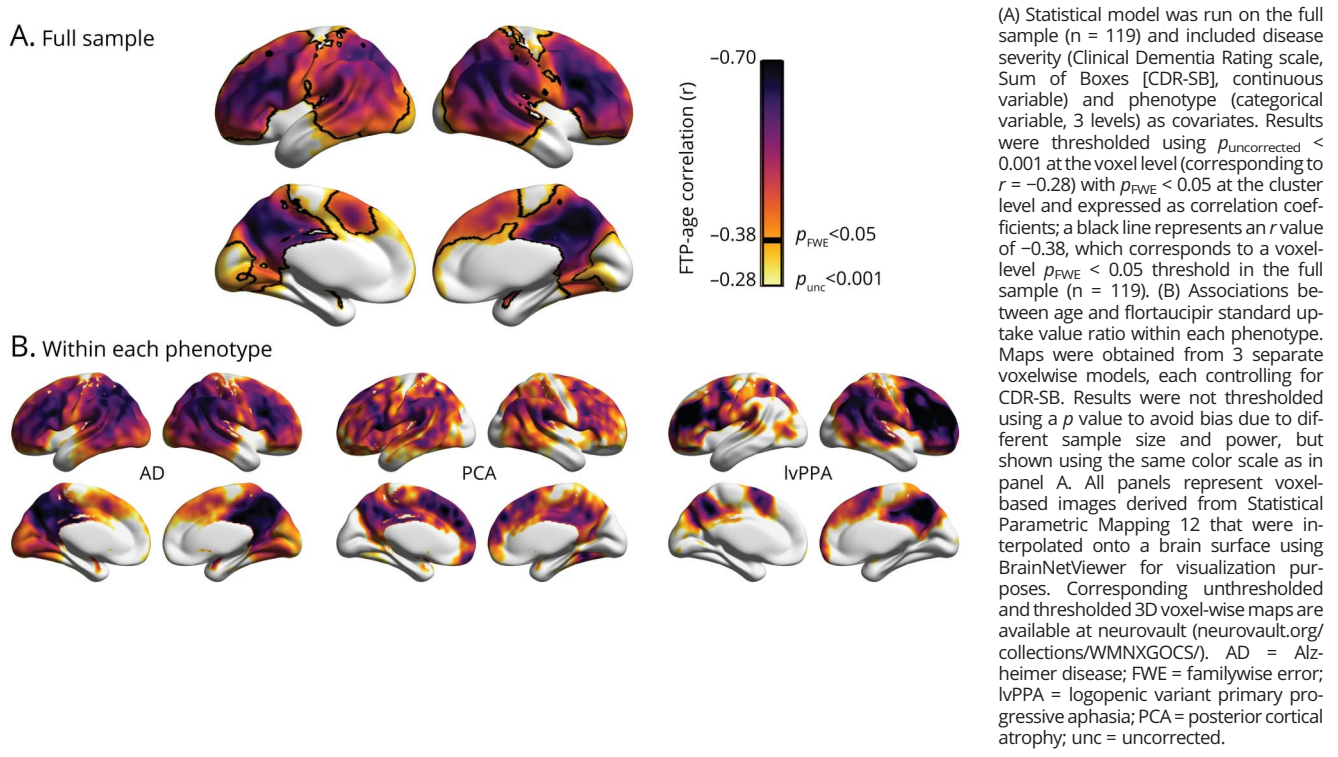 A. Full sample
−0.70
−0.38
−0.28
FTP-age correlation (r)
pFWE<0.05
punc<0.001
B. Within each phenotype
AD
PCA
lvPPA
(A) Statistical model was run on the full
sample (n = 119) and included disease
severity (Clinical Dementia Rating scale,
Sum of Boxes [CDR-SB], continuous
variable) and phenotype (categorical
variable, 3 levels) as covariates. Results
were thresholded using puncorrected <
0.001 at the voxel level (corresponding to
r = −0.28) with pFWE < 0.05 at the cluster
level and expressed as correlation coef-
ficients; a black line represents an r value
of −0.38, which corresponds to a voxel-
level pFWE < 0.05 threshold in the full
sample (n = 119). (B) Associations be-
tween age and flortaucipir standard up-
take value ratio within each phenotype.
Maps were obtained from 3 separate
voxelwise models, each controlling for
CDR-SB. Results were not thresholded
using a p value to avoid bias due to dif-
ferent sample size and power, but
shown using the same color scale as in
panel A. All panels represent voxel-
based images derived from Statistical
Parametric Mapping 12 that were in-
terpolated onto a brain surface using
BrainNetViewer for visualization pur-
poses. Corresponding unthresholded
and thresholded 3D voxel-wise maps are
available at neurovault (neurovault.org/
collections/WMNXGOCS/). AD = Alz-
heimer disease; FWE = familywise error;
lvPPA = logopenic variant primary pro-
gressive aphasia; PCA = posterior cortical
atrophy; unc = uncorrected.